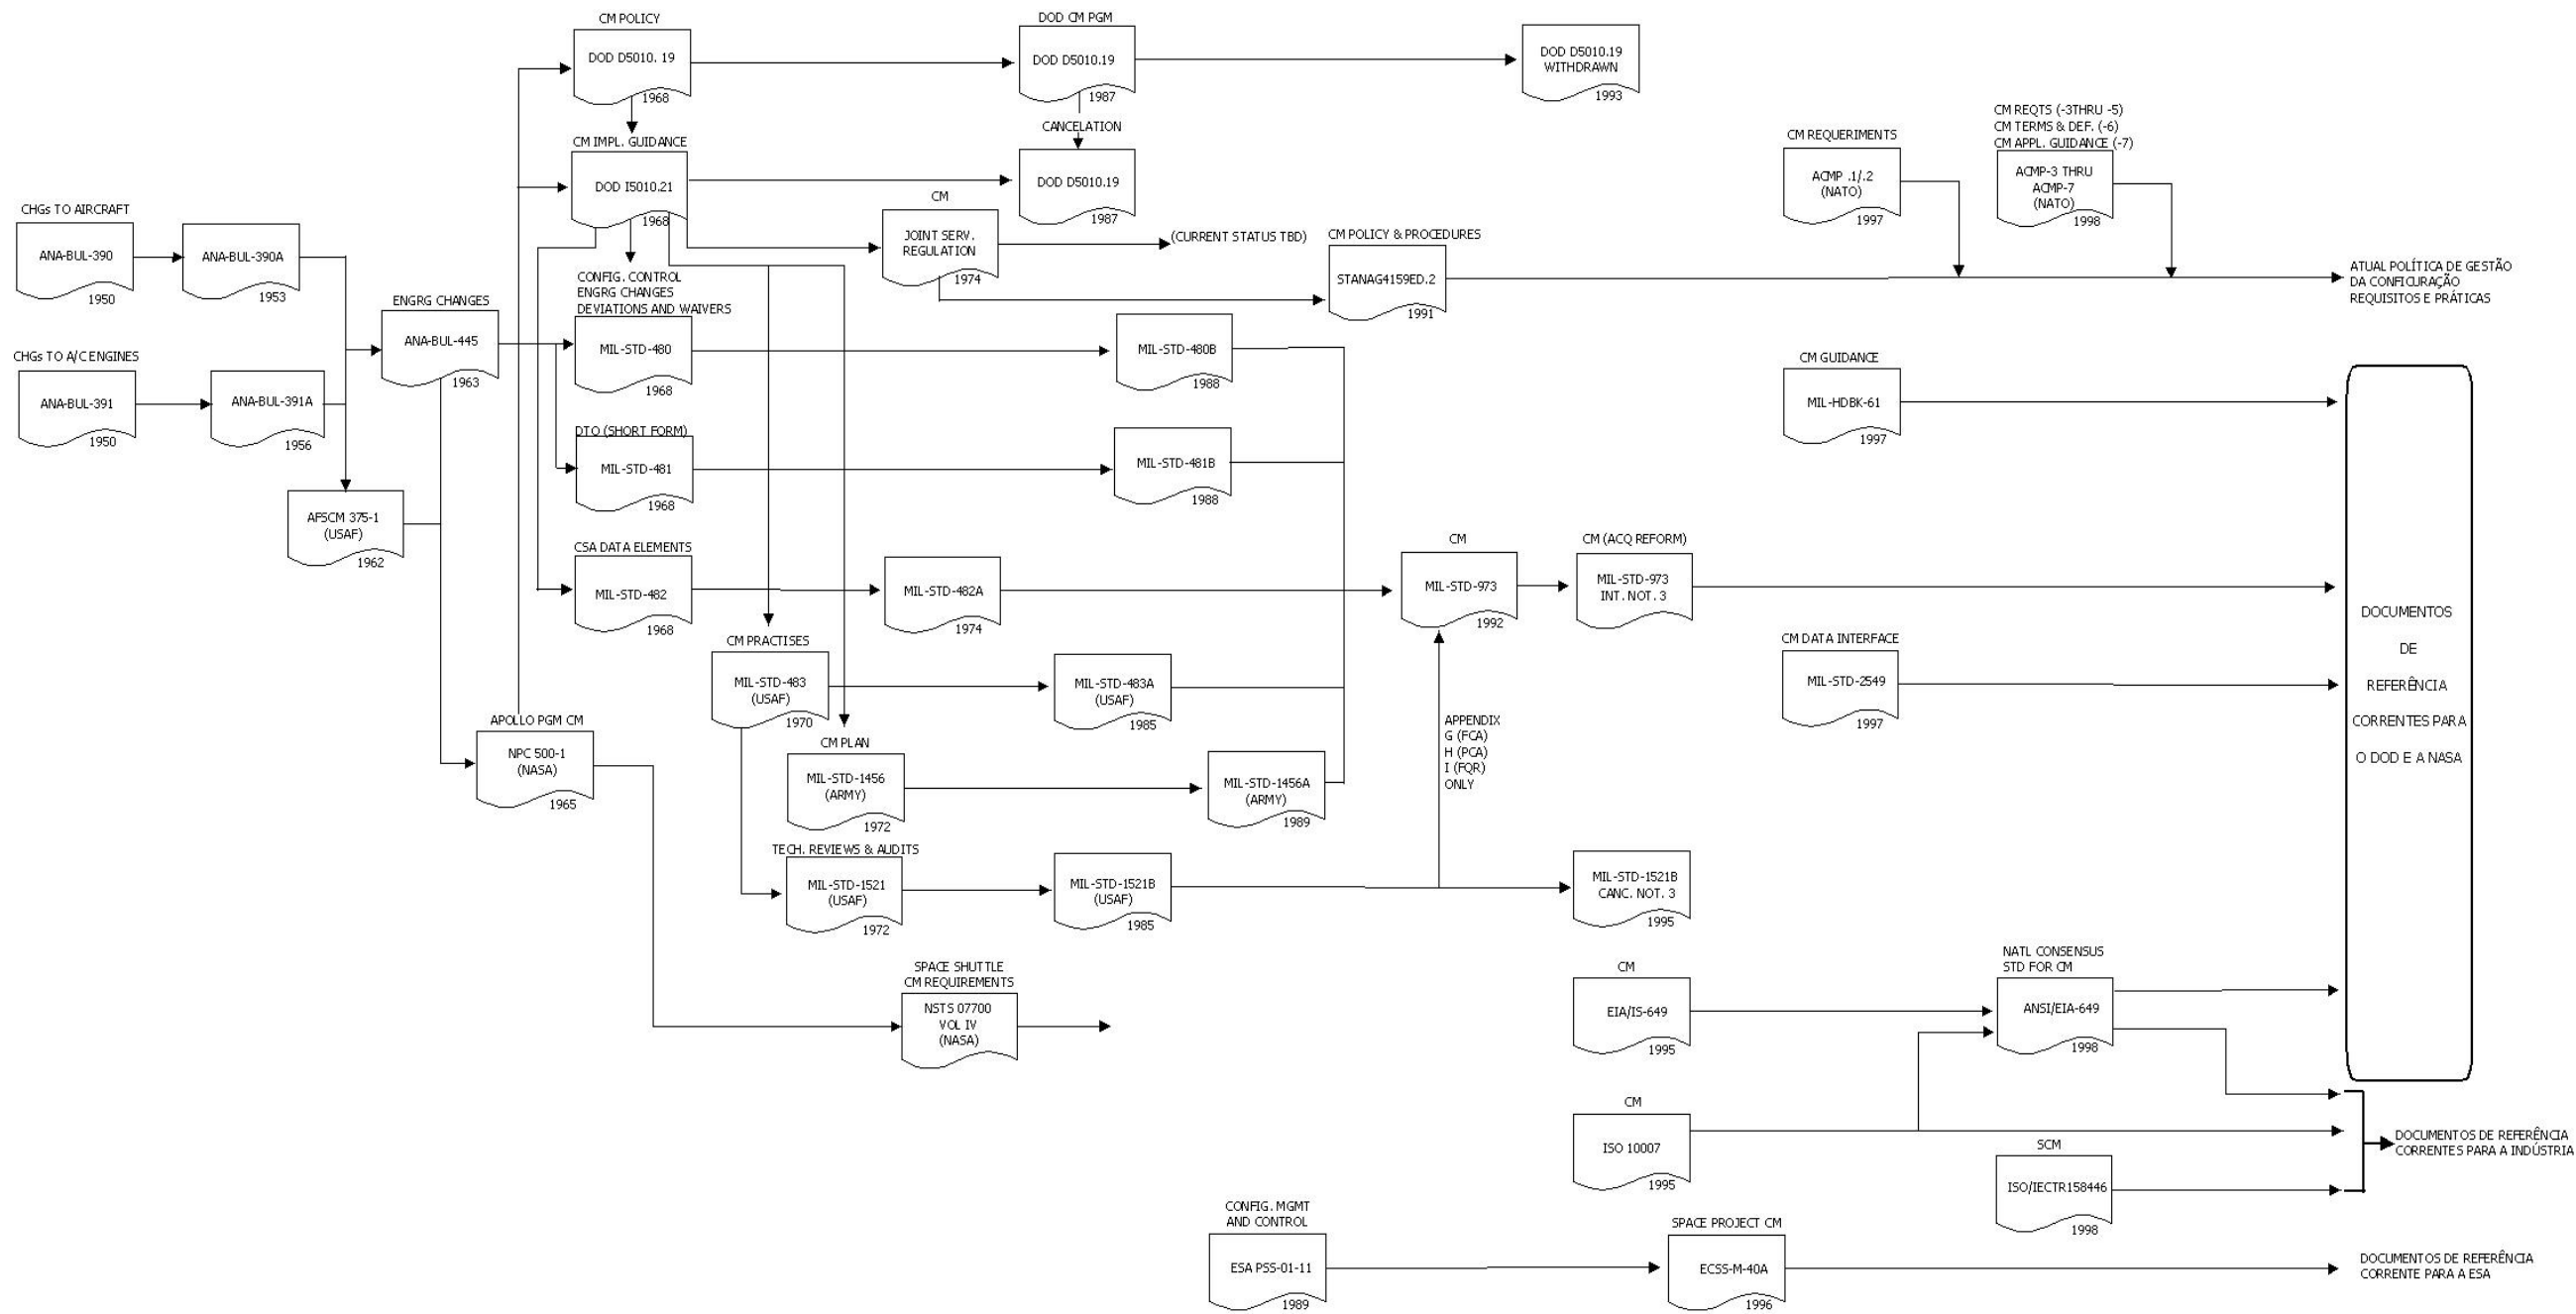 CM POLICY
DOD D5010. 19
1968
DOD CM PGM
DOD D5010.19
1987
DOD D5010.19
WITHDRAWN
1993
CANCELATION
CM IMPL. GUIDANCE
DOD I5010.21
1968
DOD D5010.19
1987
CM REQUERIMENTS
ACMP .1/.2
(NATO)
1997
CM REQTS (-3THRU -5)
CM TERMS & DEF. (-6)
CM APPL. GUIDANCE (-7)
ACMP-3 THRU
ACMP-7
(NATO)
1998
CHGs TO AIRCRAFT
ANA-BUL-390
1950
ANA-BUL-390A
1953
CM
JOINT SERV.
REGULATION
1974
(CURRENT STATUS TBD)
CM POLICY & PROCEDURES
STANAG4159ED.2
1991
ATUAL POLÍTICA DE GESTÃO
DA CONFICURAÇÃO
REQUISITOS E PRÁTICAS
ENGRG CHANGES
ANA-BUL-445
1963
CONFIG. CONTROL
ENGRG CHANGES
DEVIATIONS AND WAIVERS
MIL-STD-480
1968
MIL-STD-480B
1988
CHGs TO A/C ENGINES
ANA-BUL-391
1950
ANA-BUL-391A
1956
CM GUIDANCE
MIL-HDBK-61
1997
DTO (SHORT FORM)
MIL-STD-481
1968
MIL-STD-481B
1988
AFSCM 375-1
(USAF)
1962
CSA DATA ELEMENTS
MIL-STD-482
1968
MIL-STD-482A
1974
CM
MIL-STD-973
1992
CM (ACQ REFORM)
MIL-STD-973
INT. NOT. 3
DOCUMENTOS
DE
REFERÊNCIA
CORRENTES PARA
O DOD E A NASA
CM PRACTISES
MIL-STD-483
(USAF)
1970
MIL-STD-483A
(USAF)
1985
CM DATA INTERFACE
MIL-STD-2549
1997
APOLLO PGM CM
NPC 500-1
(NASA)
1965
CM PLAN
MIL-STD-1456
(ARMY)
1972
MIL-STD-1456A
(ARMY)
1989
APPENDIX
G (FCA)
H (PCA)
I (FQR)
ONLY
TECH. REVIEWS & AUDITS
MIL-STD-1521
(USAF)
1972
MIL-STD-1521B
(USAF)
1985
MIL-STD-1521B
CANC. NOT. 3
1995
SPACE SHUTTLE
CM REQUIREMENTS
NSTS 07700
VOL IV
(NASA)
CM
EIA/IS-649
1995
NATL CONSENSUS
STD FOR CM
ANSI/EIA-649
1998
CM
ISO 10007
1995
SCM
ISO/IECTR158446
1998
DOCUMENTOS DE REFERÊNCIA
CORRENTES PARA A INDÚSTRIA
CONFIG. MGMT
AND CONTROL
ESA PSS-01-11
1989
SPACE PROJECT CM
ECSS-M-40A
1996
DOCUMENTOS DE REFERÊNCIA
CORRENTE PARA A ESA